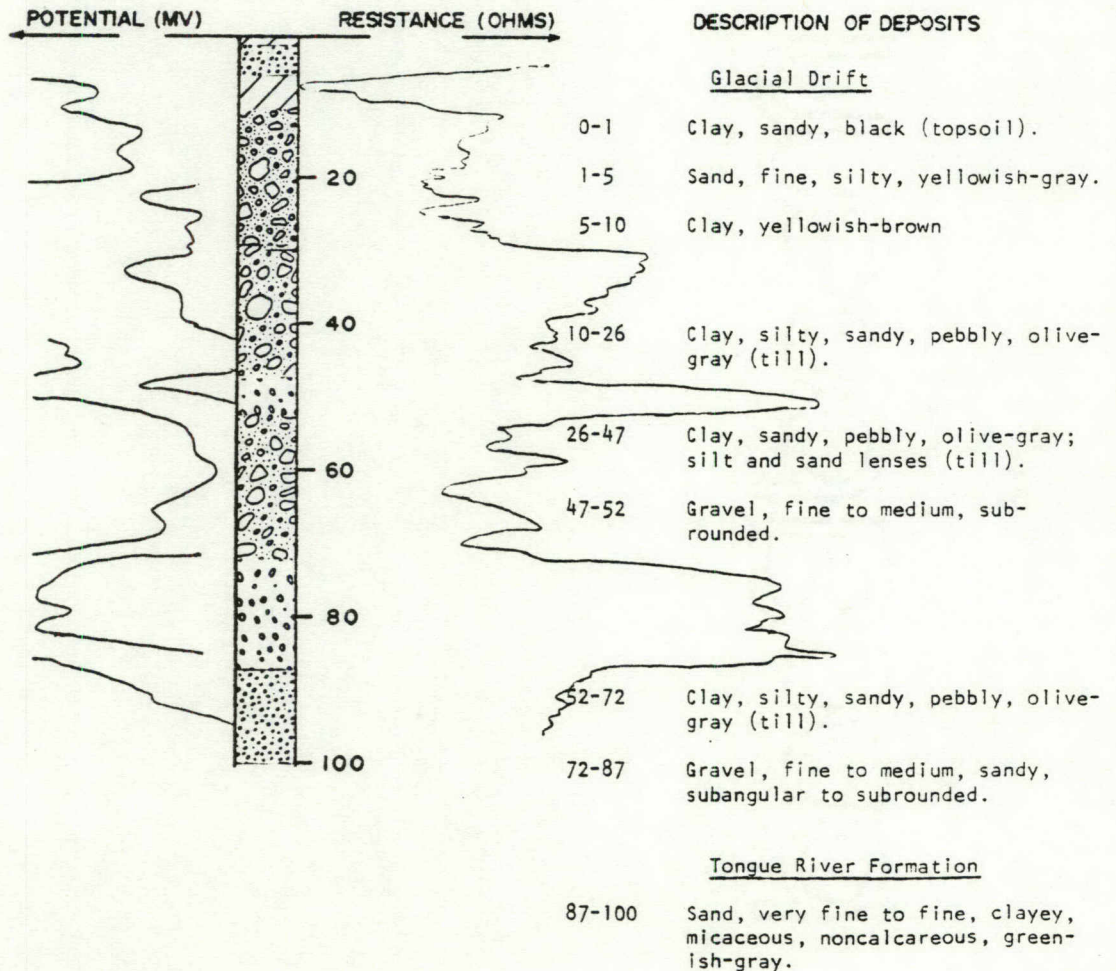 POTENTIAL (MV)
RESISTANCE (OHMS)
DESCRIPTION OF DEPOSITS
Glacial Drift
0-1 Clay, sandy, black (topsoil).
20
1-5 Sand, fine, silty, yellowish-gray.
5-10 Clay, yellowish-brown
40
10-26 Clay, silty, sandy, pebbly, olive-
gray (till).
26-47 Clay, sandy, pebbly, olive-gray;
silt and sand lenses (till).
60
47-52 Gravel, fine to medium, sub-
rounded.
80
52-72 Clay, silty, sandy, pebbly, olive-
gray (till).
100
72-87 Gravel, fine to medium, sandy,
subangular to subrounded.
Tongue River Formation
87-100 Sand, very fine to fine, clayey,
micaceous, noncalcareous, green-
ish-gray.